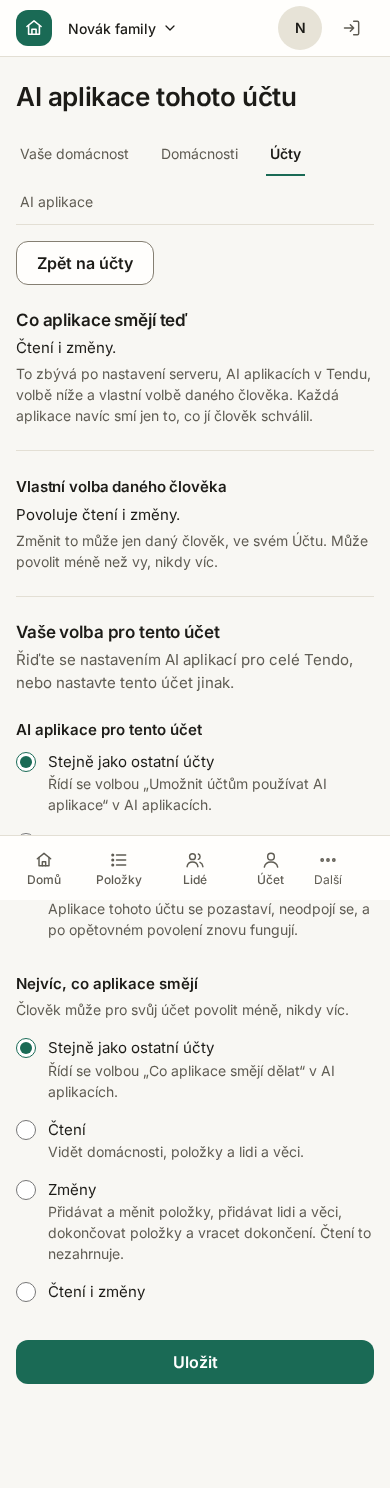 Novák family
N
AI aplikace tohoto účtu
Vaše domácnost
Domácnosti
Účty
AI aplikace
Zpět na účty
Co aplikace smějí teď
Čtení i změny.
To zbývá po nastavení serveru, AI aplikacích v Tendu,
volbě níže a vlastní volbě daného člověka. Každá
aplikace navíc smí jen to, co jí člověk schválil.
Vlastní volba daného člověka
Povoluje čtení i změny.
Změnit to může jen daný člověk, ve svém Účtu. Může
povolit méně než vy, nikdy víc.
Vaše volba pro tento účet
Řiďte se nastavením AI aplikací pro celé Tendo,
nebo nastavte tento účet jinak.
AI aplikace pro tento účet
Stejně jako ostatní účty
Řídí se volbou „Umožnit účtům používat AI
aplikace“ v AI aplikacích.
Domů
Položky
Lidé
Účet
Další
Aplikace tohoto účtu se pozastaví, neodpojí se, a
po opětovném povolení znovu fungují.
Nejvíc, co aplikace smějí
Člověk může pro svůj účet povolit méně, nikdy víc.
Stejně jako ostatní účty
Řídí se volbou „Co aplikace smějí dělat“ v AI
aplikacích.
Čtení
Vidět domácnosti, položky a lidi a věci.
Změny
Přidávat a měnit položky, přidávat lidi a věci,
dokončovat položky a vracet dokončení. Čtení to
nezahrnuje.
Čtení i změny
Uložit